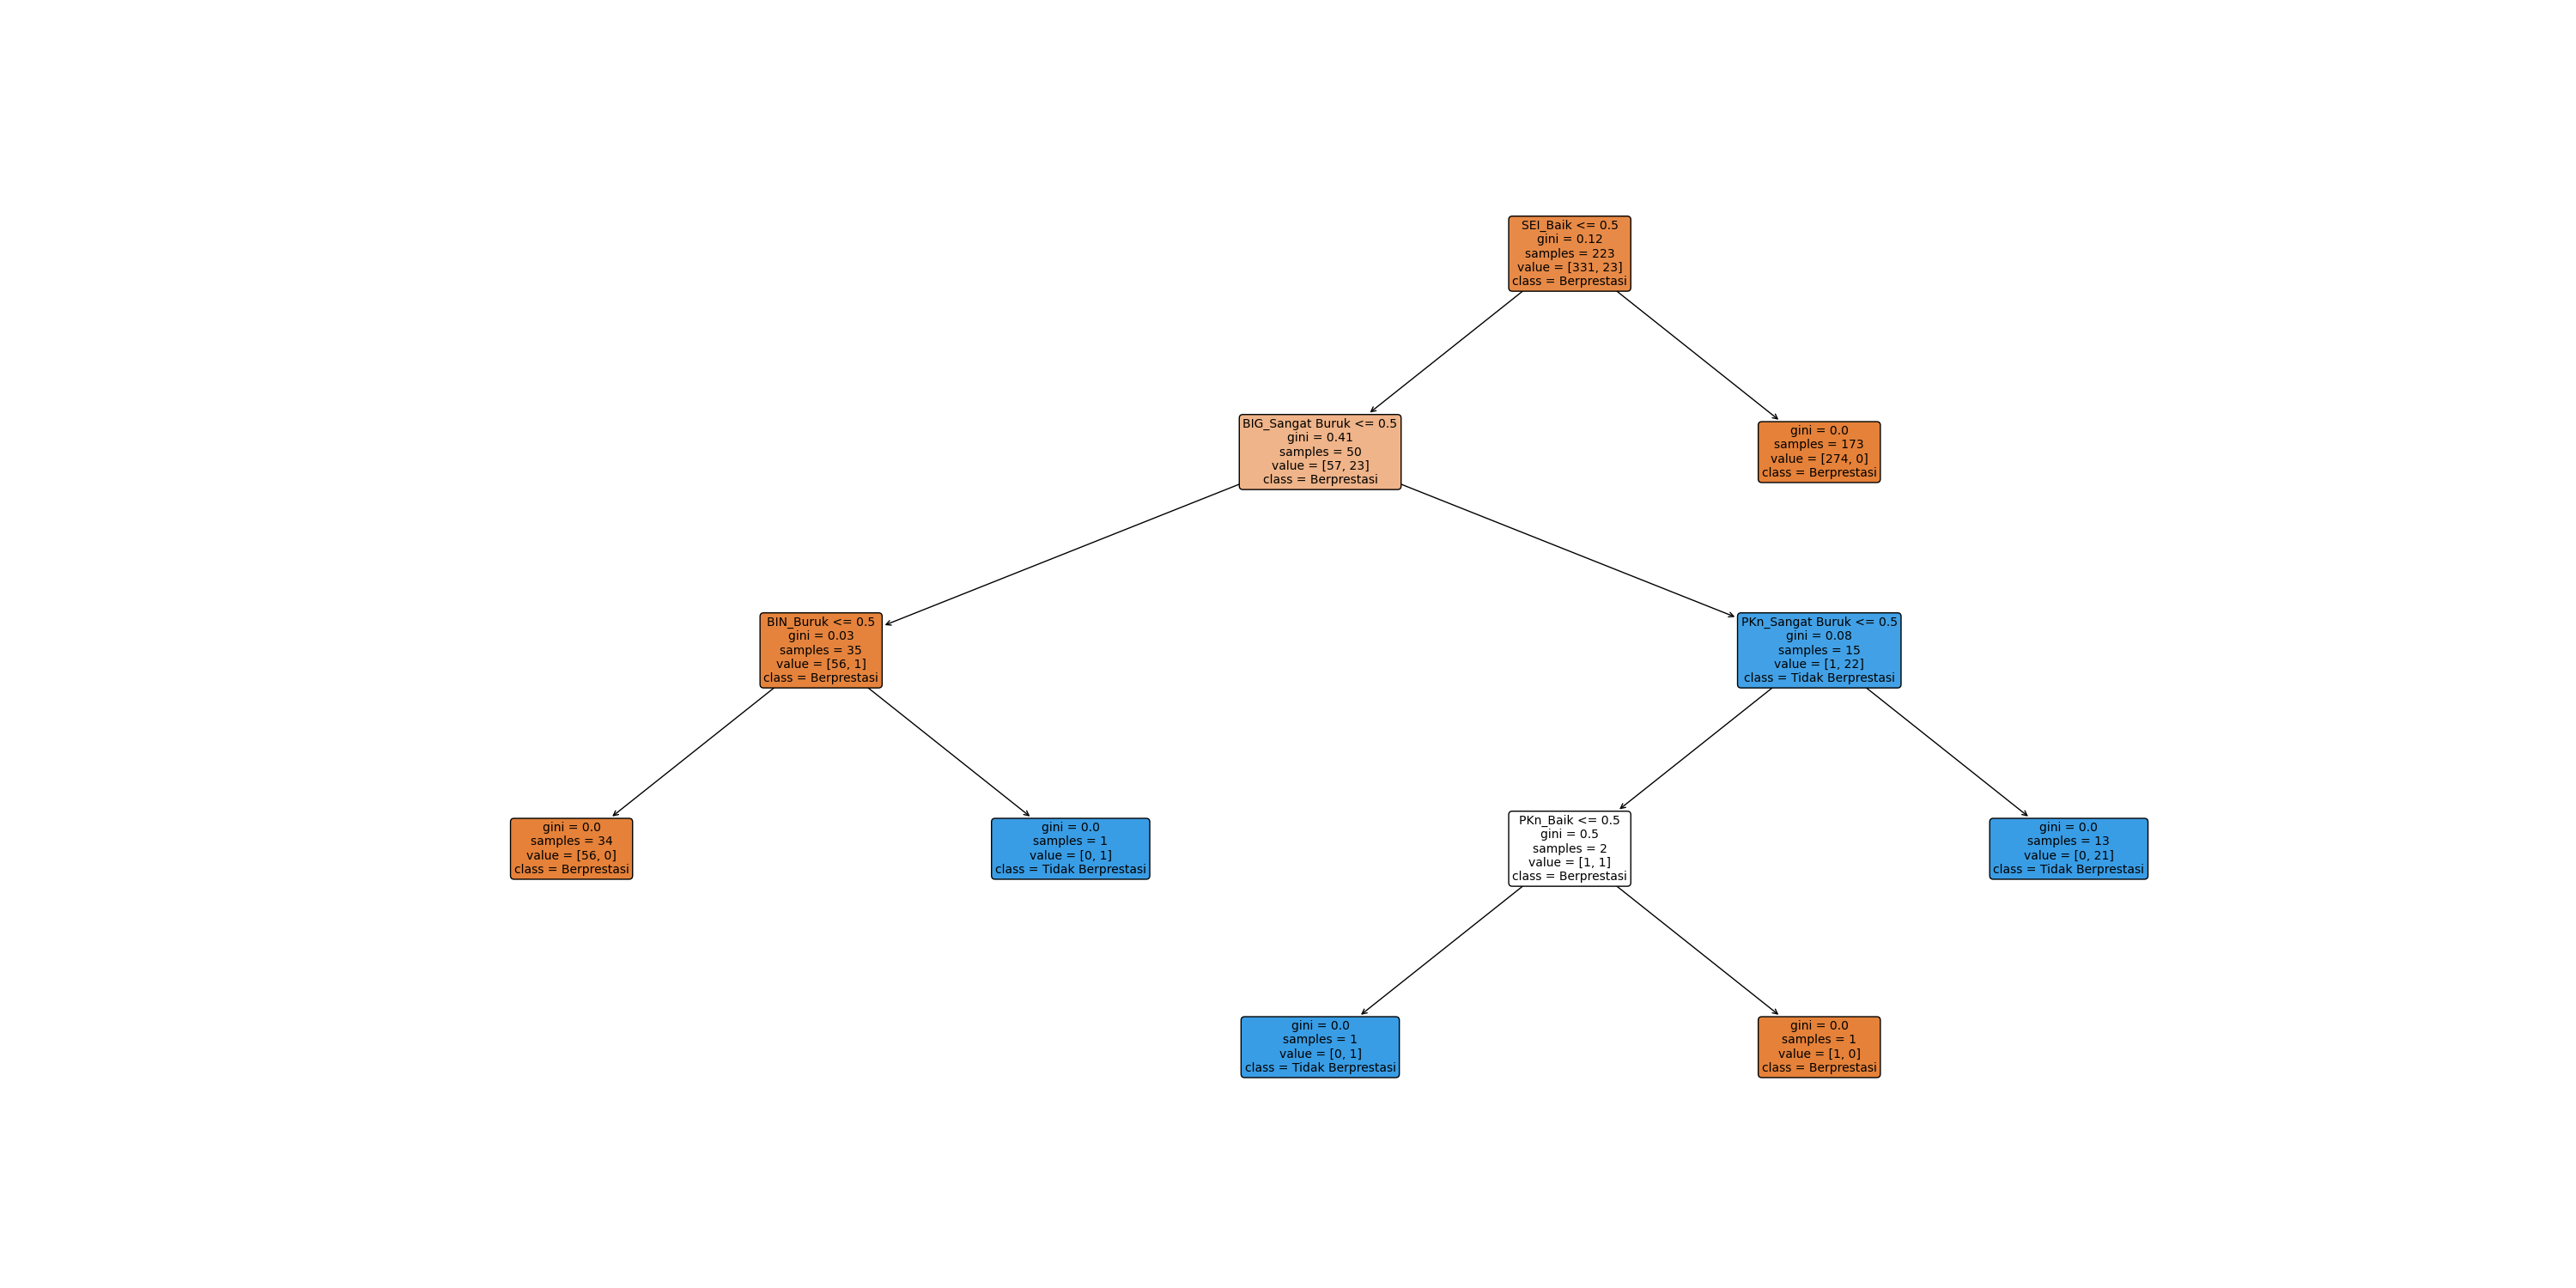 SEI_Baik <= 0.5
gini = 0.12
samples = 223
value = [331, 23]
class = Berprestasi
BIG_Sangat Buruk <= 0.5
gini = 0.41
samples = 50
value = [57, 23]
class = Berprestasi
gini = 0.0
samples = 173
value = [274, 0]
class = Berprestasi
BIN_Buruk <= 0.5
gini = 0.03
samples = 35
value = [56, 1]
class = Berprestasi
PKn_Sangat Buruk <= 0.5
gini = 0.08
samples = 15
value = [1, 22]
class = Tidak Berprestasi
gini = 0.0
samples = 34
value = [56, 0]
class = Berprestasi
gini = 0.0
samples = 1
value = [0, 1]
class = Tidak Berprestasi
PKn_Baik <= 0.5
gini = 0.5
samples = 2
value = [1, 1]
class = Berprestasi
gini = 0.0
samples = 13
value = [0, 21]
class = Tidak Berprestasi
gini = 0.0
samples = 1
value = [0, 1]
class = Tidak Berprestasi
gini = 0.0
samples = 1
value = [1, 0]
class = Berprestasi